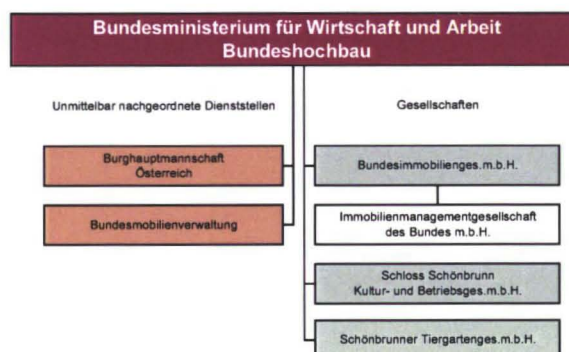 Bundesministerium für Wirtschaft und Arbeit
Bundeshochbau
Unmittelbar nachgeordnete Dienststellen
Gesellschaften
Burghauptmannschaft
Österreich
Bundesimmobilienges.m.b.H.
Bundesmobilienverwaltung
Immobilienmanagementgesellschaft
des Bundes m.b.H.
Schloss Schönbrunn
Kultur- und Betriebsges.m.b.H.
Schönbrunner Tiergartenges.m.b.H.